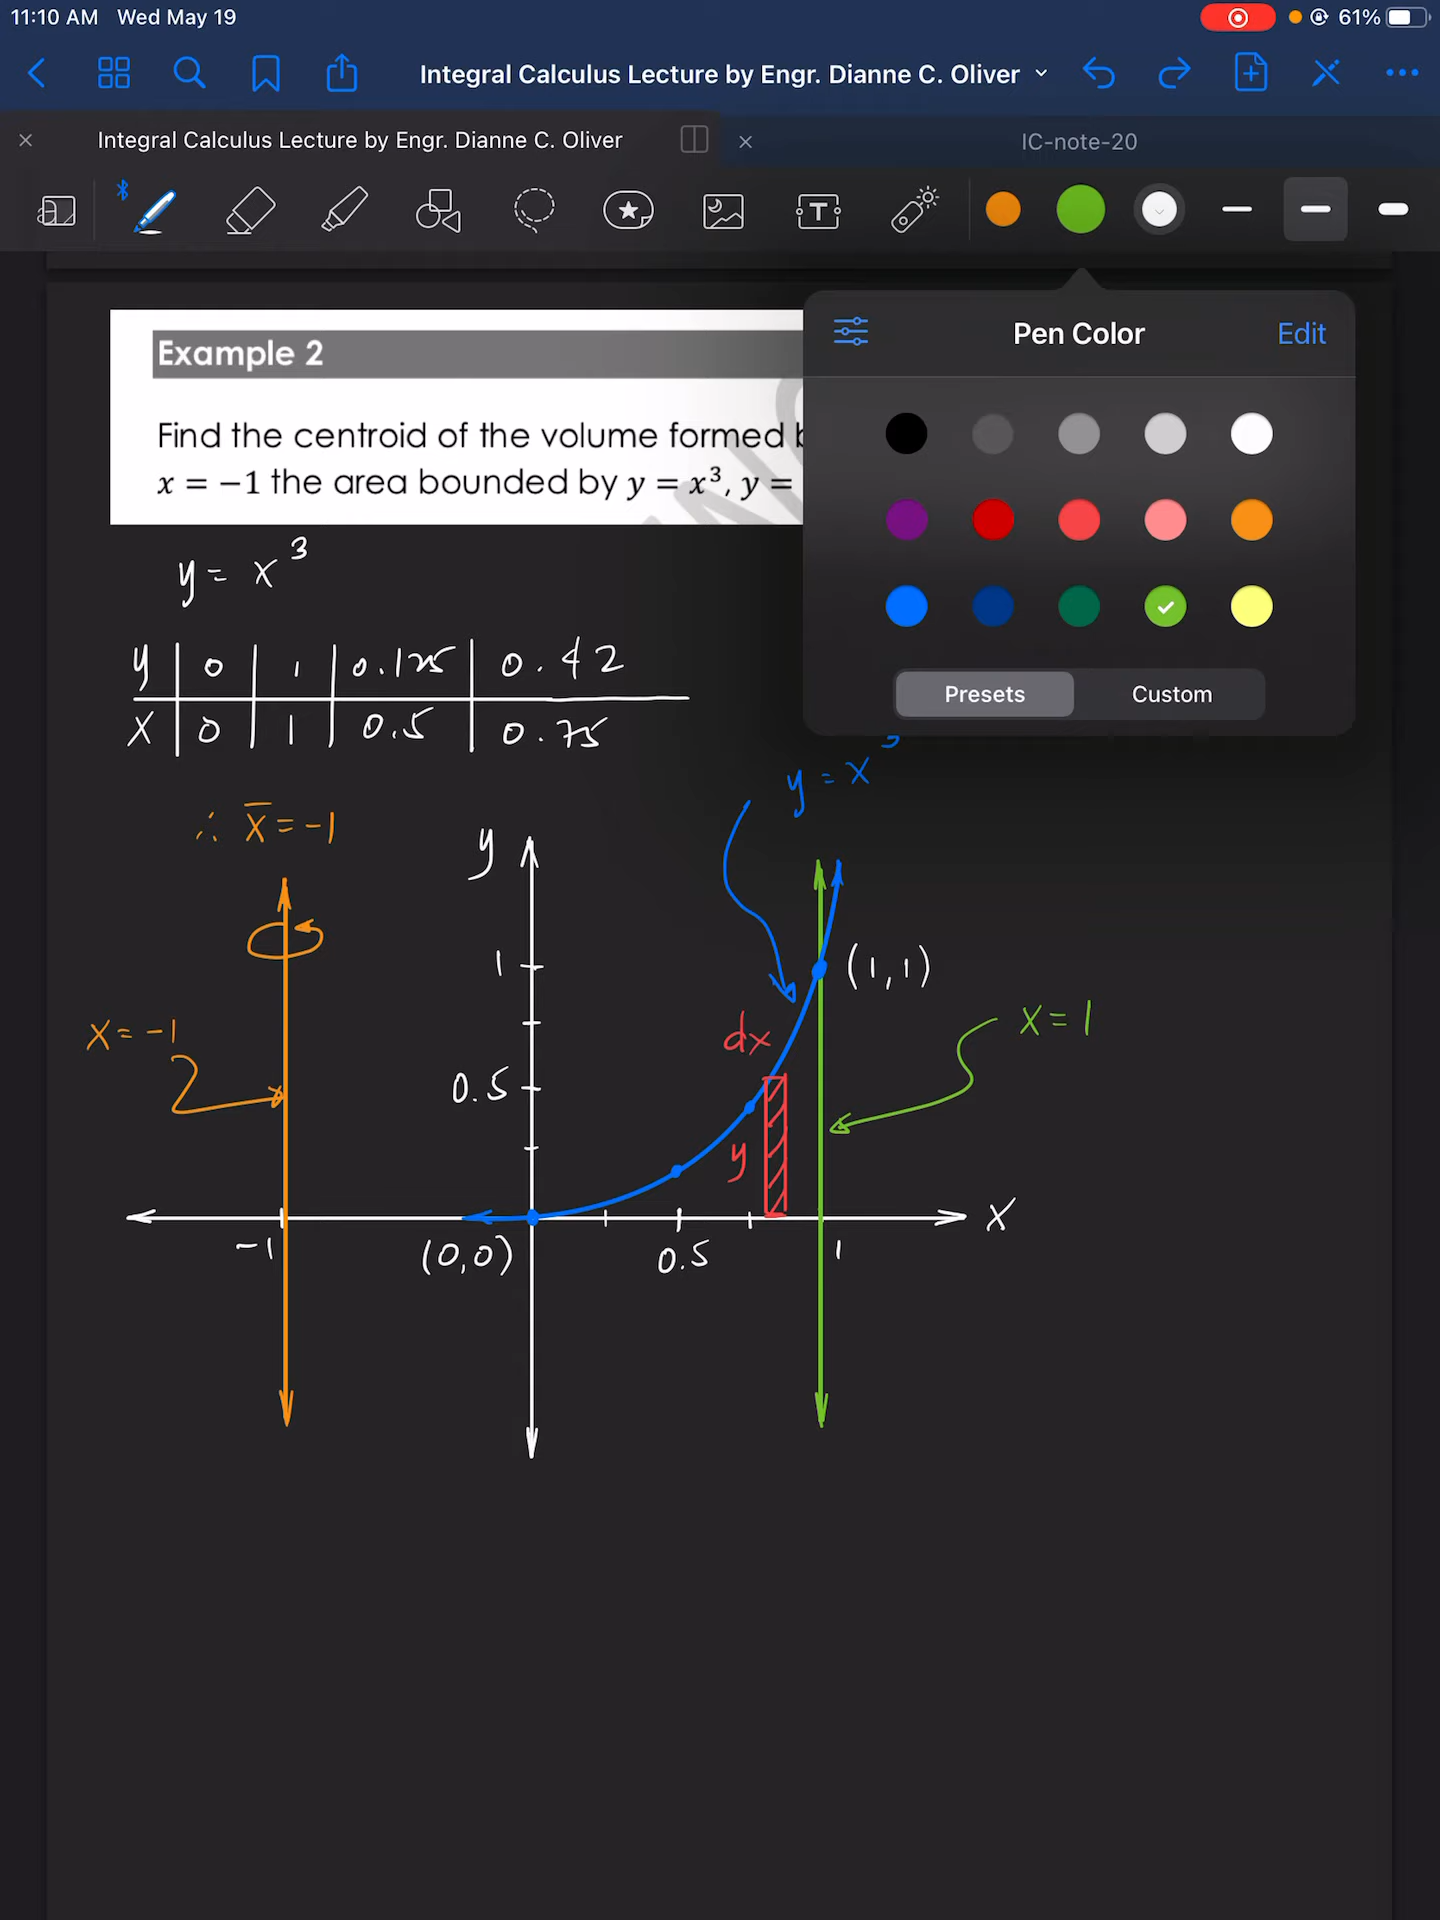 11:10 AM Wed May 19
61%
Integral Calculus Lecture by Engr. Dianne C. Oliver
Integral Calculus Lecture by Engr. Dianne C. Oliver
IC-note-20
T
Pen Color
Edit
Presets
Custom
Example 2
Find the centroid of the volume formed
x = −1 the area bounded by y = x³, y =
y = x³
y | 0 | 1 | 0.125 | 0.42
x | 0 | 1 | 0.5 | 0.75
y = x³
∴ x̄ = -1
y
1
(1,1)
x = -1
dx
x = 1
0.5
y
x
-1
(0,0)
0.5
1